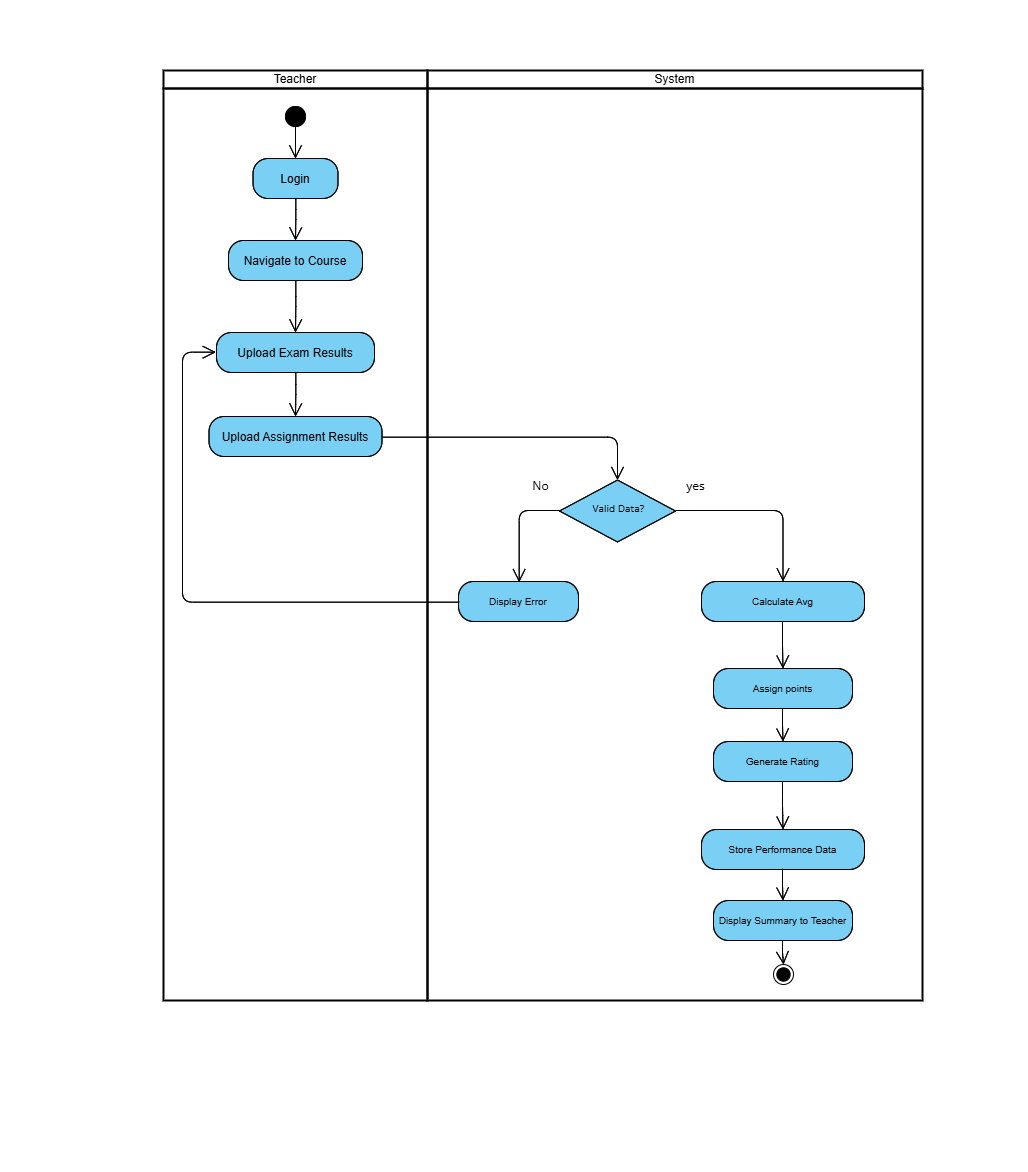 Teacher
System
Login
Navigate to Course
Upload Exam Results
Upload Assignment Results
No
yes
Valid Data?
Display Error
Calculate Avg
Assign points
Generate Rating
Store Performance Data
Display Summary to Teacher